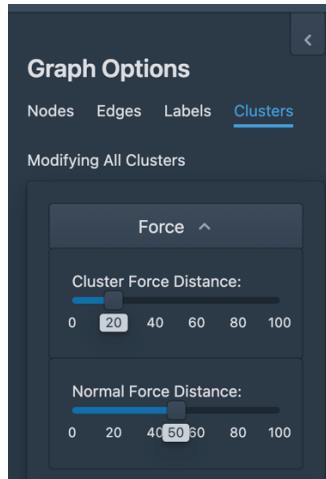 Graph Options
Nodes Edges Labels Clusters
Modifying All Clusters
Force
Cluster Force Distance:
0 20 40 60 80 100
Normal Force Distance:
0 20 40 50 60 80 100